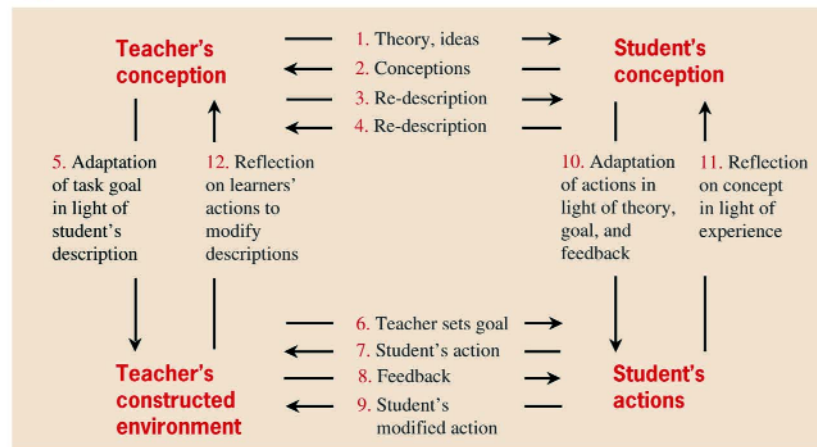 Teacher's
conception
1. Theory, ideas
2. Conceptions
3. Re-description
4. Re-description
Student's
conception
5. Adaptation
of task goal
in light of
student's
description
12. Reflection
on learners'
actions to
modify
descriptions
10. Adaptation
of actions in
light of theory,
goal, and
feedback
11. Reflection
on concept
in light of
experience
6. Teacher sets goal
7. Student's action
8. Feedback
9. Student's
modified action
Teacher's
constructed
environment
Student's
actions